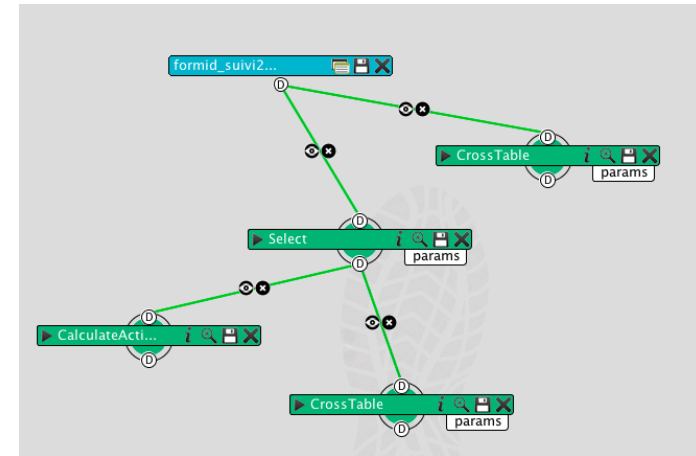 formid_suivi2...
D
D
CrossTable i
params
D
D
Select i
params
D
D
CalculateActi... i
D
D
CrossTable i
params
D